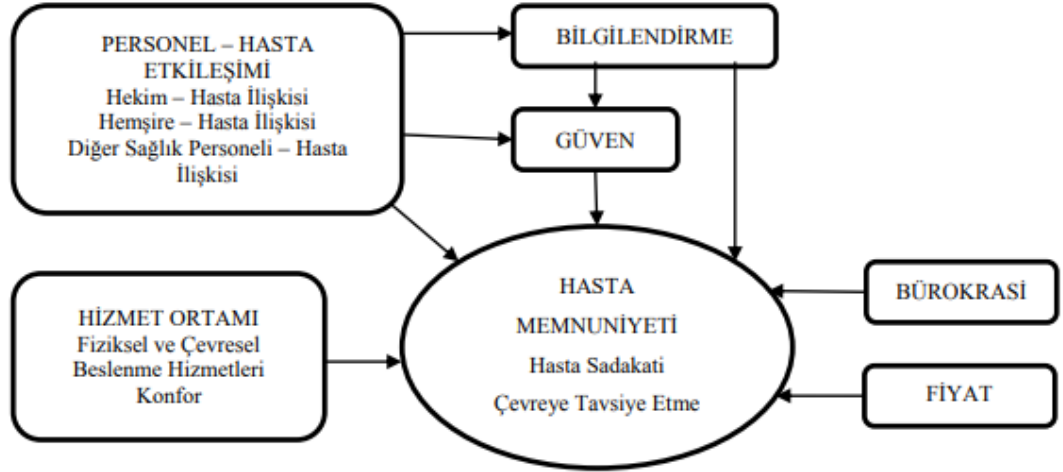 PERSONEL – HASTA
ETKİLEŞİMİ
Hekim – Hasta İlişkisi
Hemşire – Hasta İlişkisi
Diğer Sağlık Personeli – Hasta
İlişkisi
BİLGİLENDİRME
GÜVEN
HİZMET ORTAMI
Fiziksel ve Çevresel
Beslenme Hizmetleri
Konfor
HASTA
MEMNUNİYETİ
Hasta Sadakati
Çevreye Tavsiye Etme
BÜROKRASİ
FİYAT